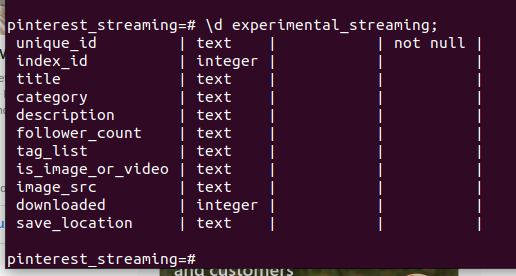 pinterest_streaming=# \d experimental_streaming;
unique_id | text | | not null |
index_id | integer | | |
title | text | | |
category | text | | |
description | text | | |
follower_count | text | | |
tag_list | text | | |
is_image_or_video | text | | |
image_src | text | | |
downloaded | integer | | |
save_location | text | | |
pinterest_streaming=#
and customers